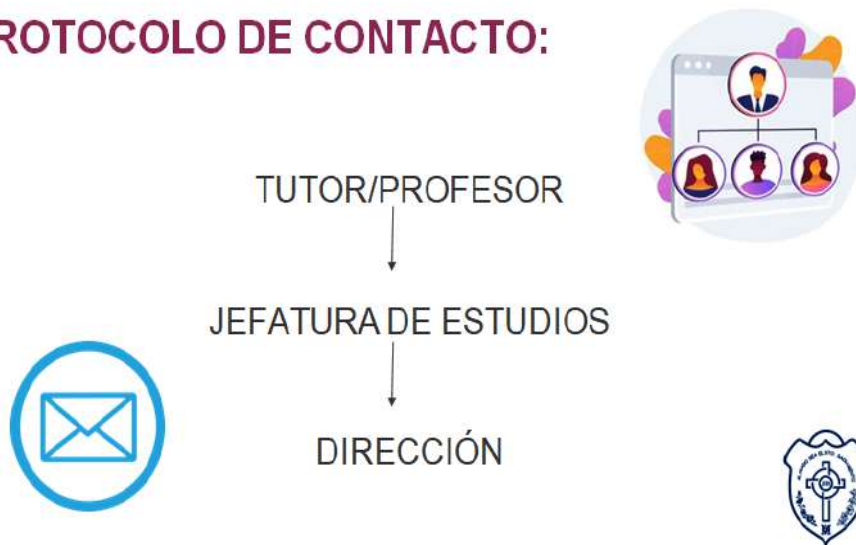 ROTOCOLO DE CONTACTO:
TUTOR/PROFESOR
JEFATURA DE ESTUDIOS
DIRECCIÓN